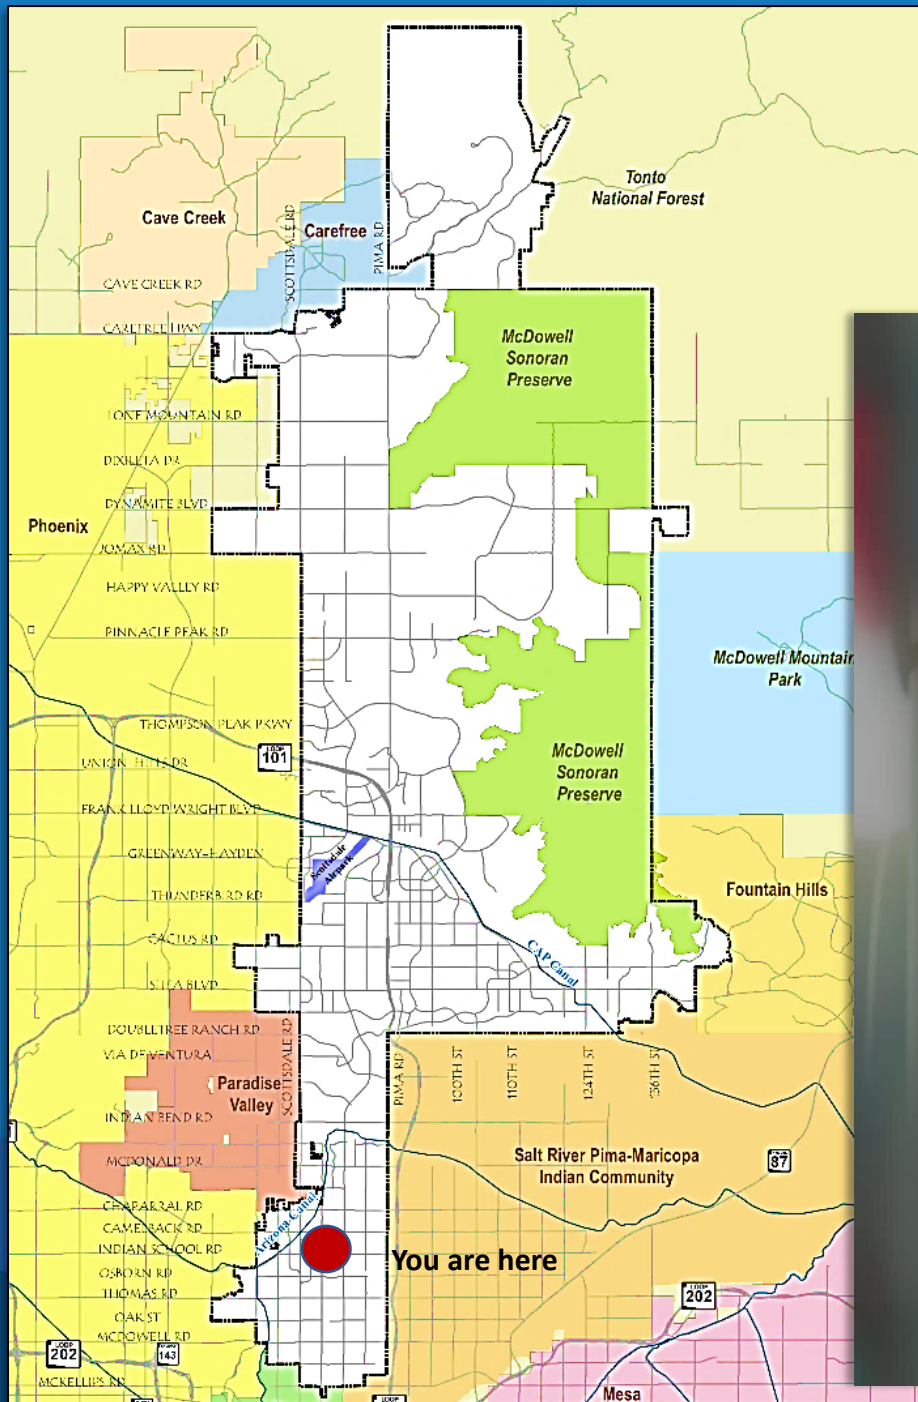 Tonto
National Forest
Cave Creek
Carefree
SCOTTSDALE RD
PIMA RD
CAVE CREEK RD
CAREFREE HWY
McDowell
Sonoran
Preserve
LONE MOUNTAIN RD
DIXILETA DR
DYNAMITE BLVD
Phoenix
JOMAX RD
HAPPY VALLEY RD
PINNACLE PEAK RD
McDowell Mountain
Park
THOMPSON PEAK PKWY
LOOP
101
UNION HILLS DR
McDowell
Sonoran
Preserve
FRANK LLOYD WRIGHT BLVD
GREENWAY-HAYDEN
Scottsdale
Airpark
THUNDERBIRD RD
Fountain Hills
CACTUS RD
CAP Canal
SHEA BLVD
DOUBLETREE RANCH RD
SCOTTSDALE RD
VIA DE VENTURA
PIMA RD
100TH ST
110TH ST
124TH ST
136TH ST
Paradise
Valley
INDIAN BEND RD
MCDONALD DR
Salt River Pima-Maricopa
Indian Community
87
CHAPARRAL RD
CAMELBACK RD
Arizona Canal
INDIAN SCHOOL RD
You are here
OSBORN RD
THOMAS RD
LOOP
202
OAK ST
MCDOWELL RD
LOOP
202
143
MCKELLIPS RD
Mesa
LOOP